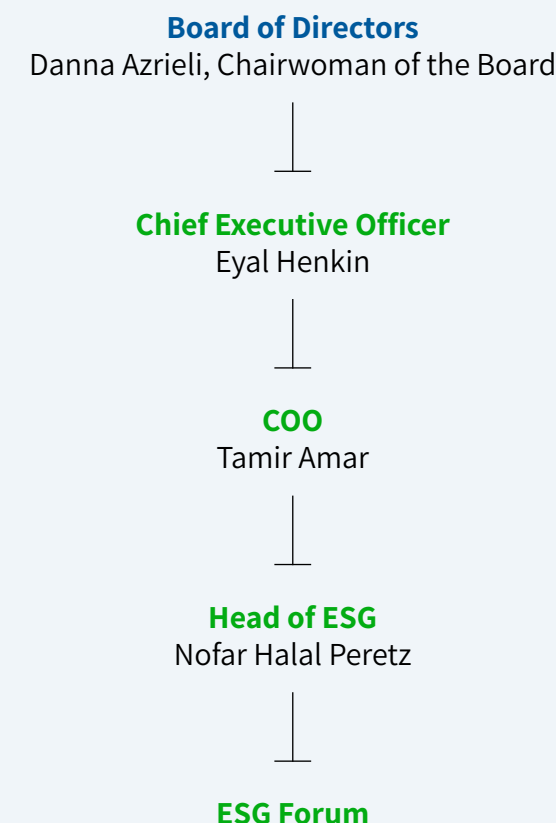 Board of Directors
Danna Azrieli, Chairwoman of the Board
Chief Executive Officer
Eyal Henkin
COO
Tamir Amar
Head of ESG
Nofar Halal Peretz
ESG Forum